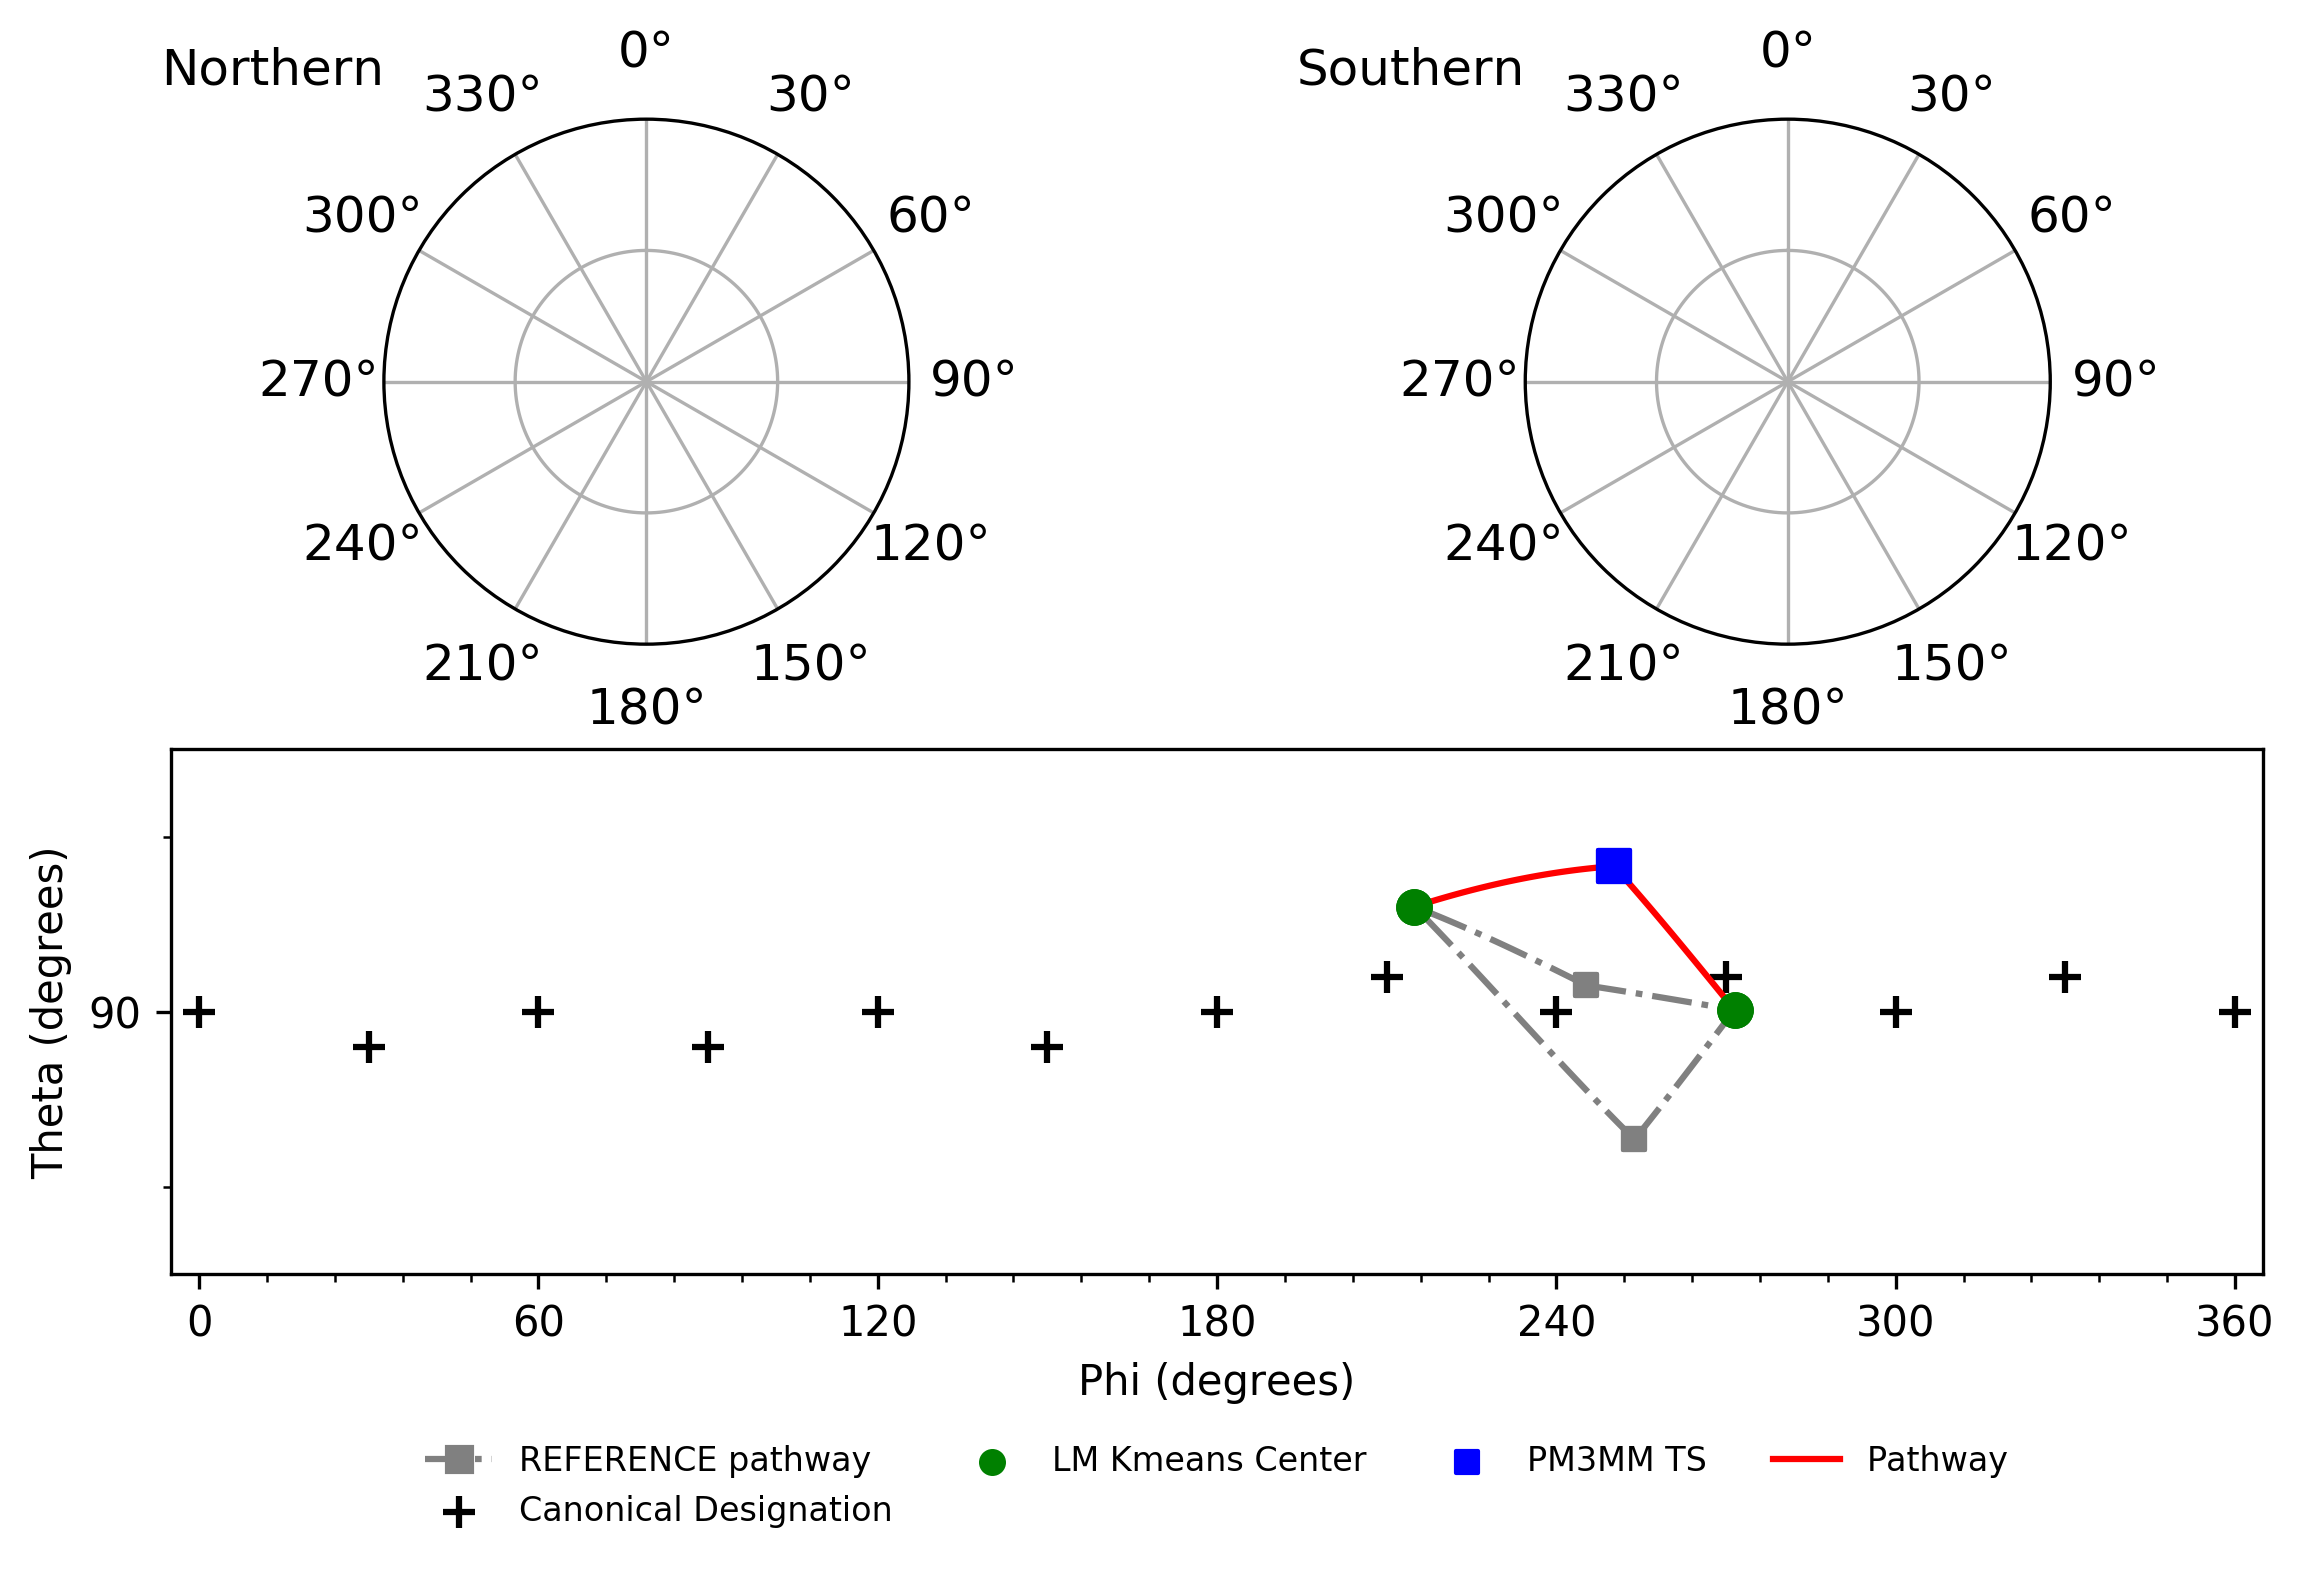 Northern
0°
30°
60°
90°
120°
150°
180°
210°
240°
270°
300°
330°
Southern
0°
30°
60°
90°
120°
150°
180°
210°
240°
270°
300°
330°
Theta (degrees)
90
0 60 120 180 240 300 360
Phi (degrees)
REFERENCE pathway
Canonical Designation
LM Kmeans Center
PM3MM TS
Pathway